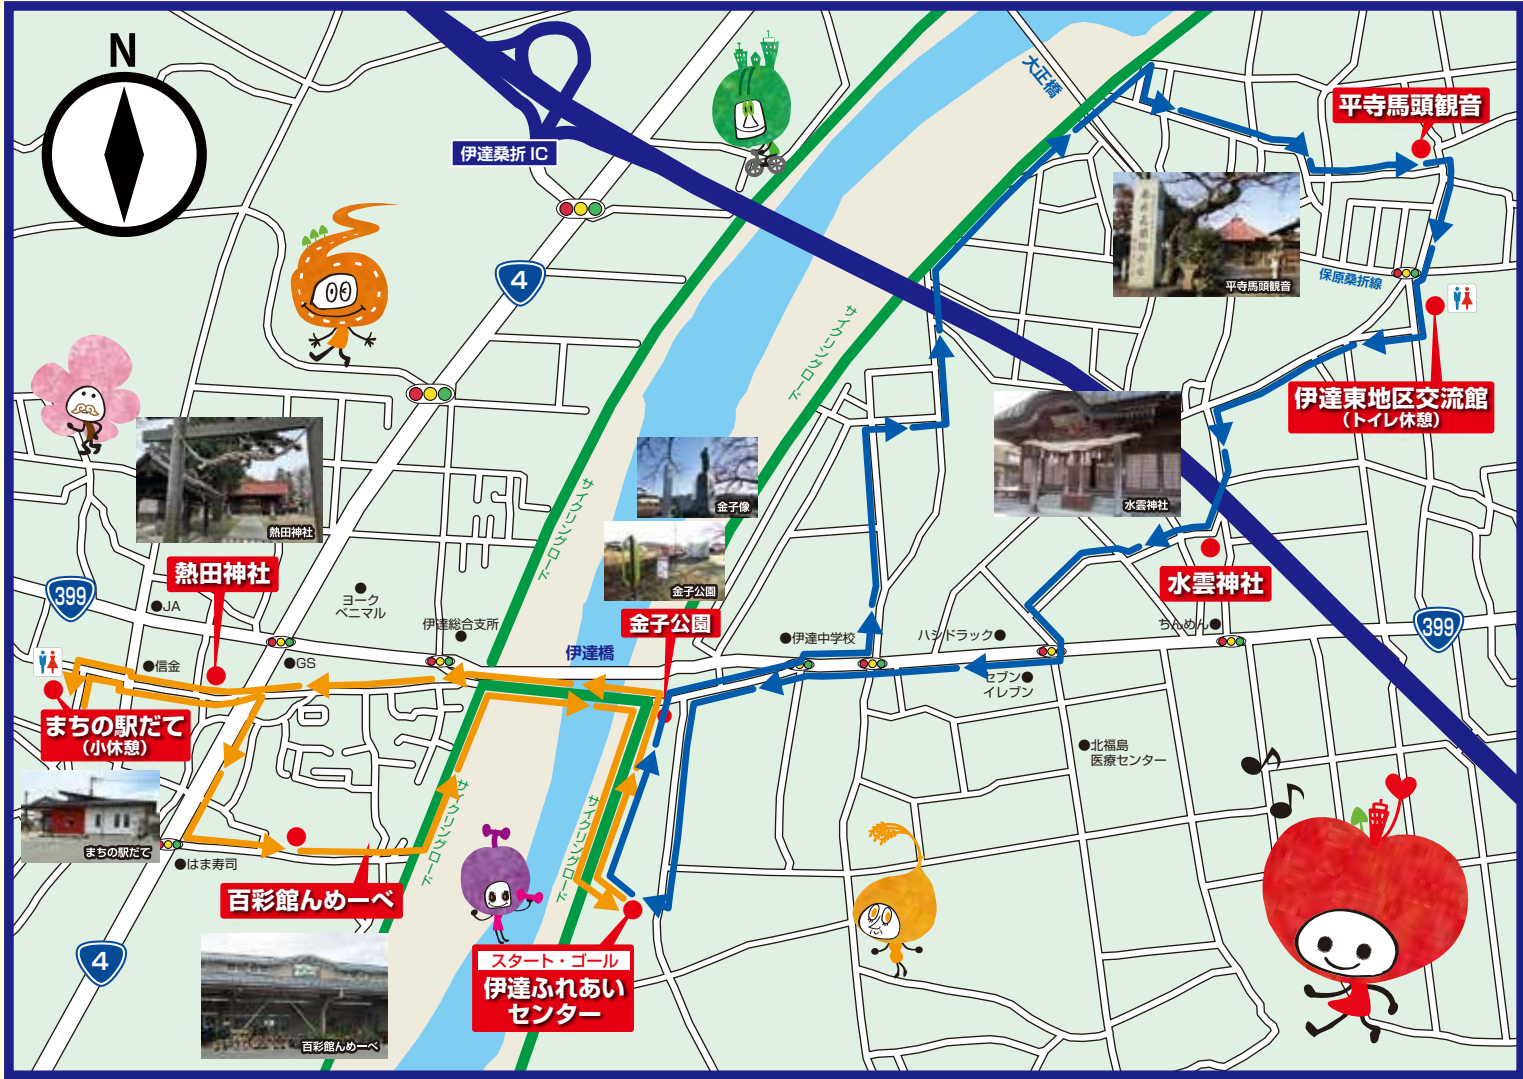 N
伊達桑折 IC
大正橋
平寺馬頭観音
平寺馬頭観音
保原桑折線
4
サイクリングロード
伊達東地区交流館
(トイレ休憩)
金子像
水雲神社
熱田神社
サイクリングロード
熱田神社
金子公園
水雲神社
399
JA
ヨーク
ベニマル
伊達総合支所
金子公園
伊達中学校
ハシドラック
ちんめん
399
伊達橋
信金
GS
セブン
イレブン
まちの駅だて
(小休憩)
北福島
医療センター
サイクリングロード
サイクリングロード
まちの駅だて
はま寿司
百彩館んめーべ
4
スタート・ゴール
伊達ふれあい
センター
百彩館んめーべ